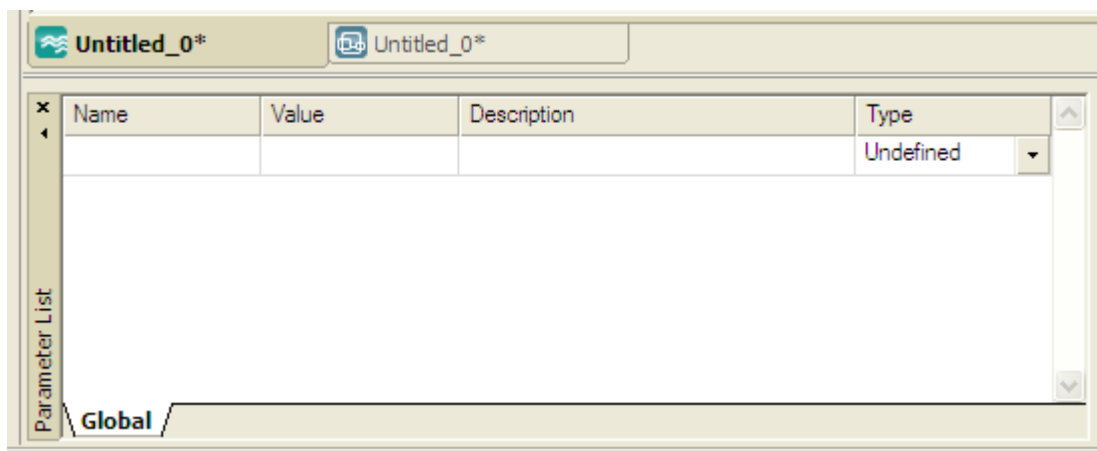 Untitled_0* Untitled_0*
Name Value Description Type
Undefined
Parameter List
Global